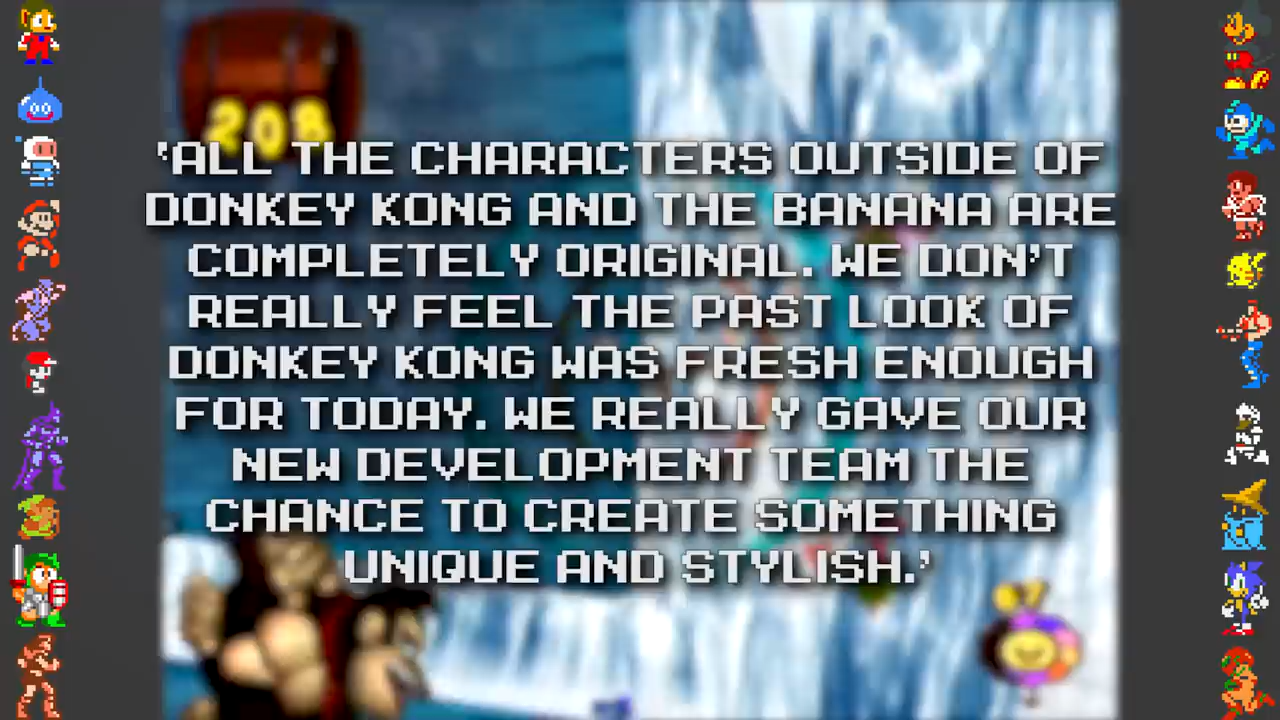 208
'ALL THE CHARACTERS OUTSIDE OF
DONKEY KONG AND THE BANANA ARE
COMPLETELY ORIGINAL. WE DON'T
REALLY FEEL THE PAST LOOK OF
DONKEY KONG WAS FRESH ENOUGH
FOR TODAY. WE REALLY GAVE OUR
NEW DEVELOPMENT TEAM THE
CHANCE TO CREATE SOMETHING
UNIQUE AND STYLISH.'